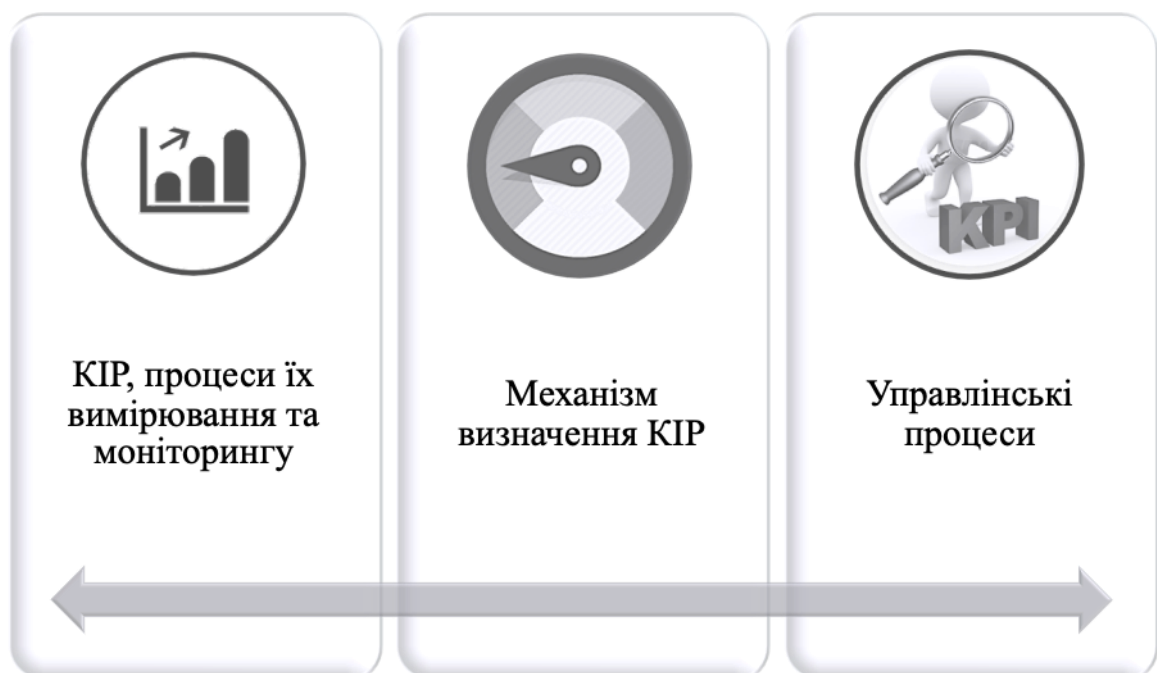 KPI
КІР, процеси їх
вимірювання та
моніторингу
Механізм
визначення КІР
Управлінські
процеси